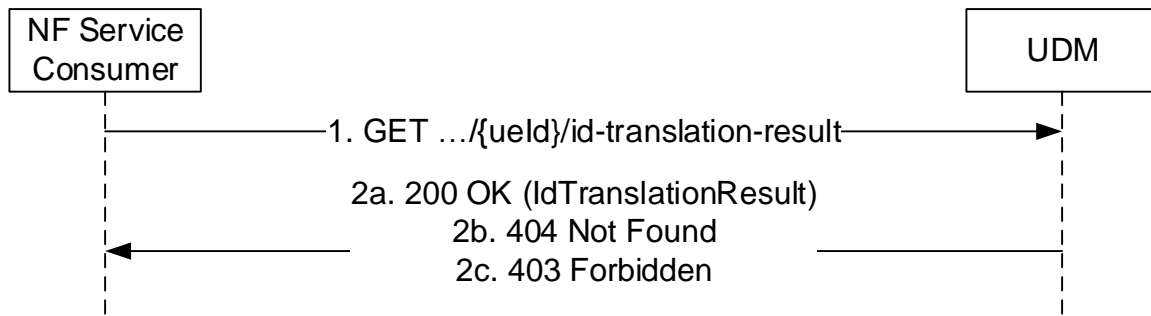 NF Service
Consumer
UDM
1. GET …/{ueId}/id-translation-result
2a. 200 OK (IdTranslationResult)
2b. 404 Not Found
2c. 403 Forbidden